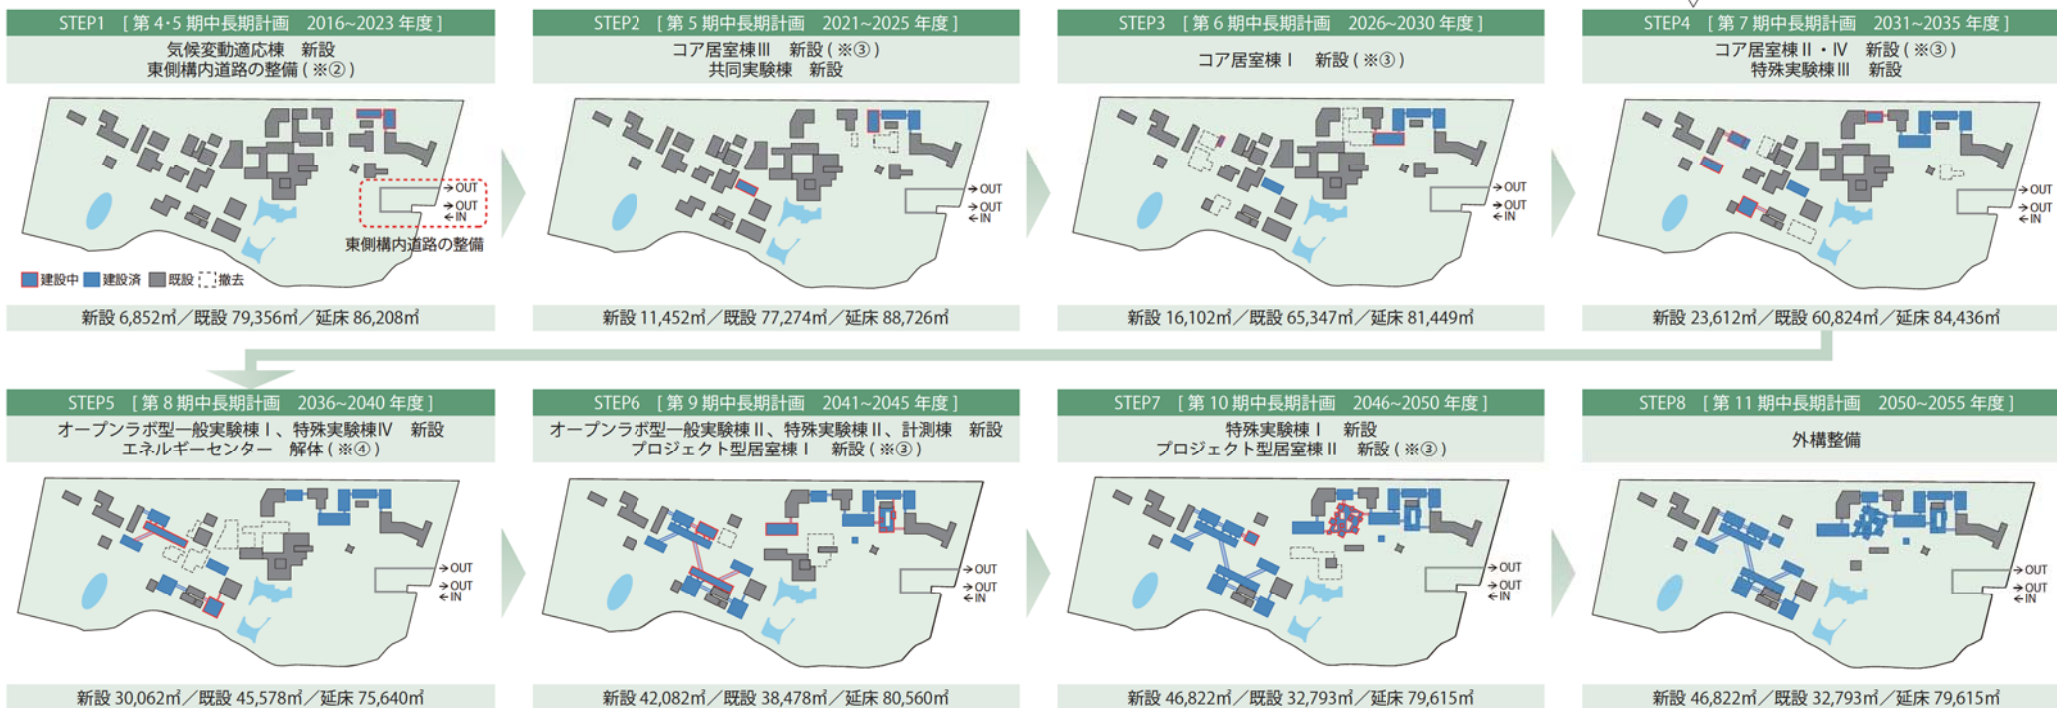 STEP1 [ 第 4・5 期中長期計画 2016~2023 年度 ]
気候変動適応棟 新設
東側構内道路の整備 ( ※② )
→ OUT
→ OUT
← IN
東側構内道路の整備
建設中 建設済 既設 撤去
新設 6,852㎡／既設 79,356㎡／延床 86,208㎡
STEP2 [ 第 5 期中長期計画 2021~2025 年度 ]
コア居室棟Ⅲ 新設 ( ※③ )
共同実験棟 新設
→ OUT
→ OUT
← IN
新設 11,452㎡／既設 77,274㎡／延床 88,726㎡
STEP3 [ 第 6 期中長期計画 2026~2030 年度 ]
コア居室棟Ⅰ 新設 ( ※③ )
→ OUT
→ OUT
← IN
新設 16,102㎡／既設 65,347㎡／延床 81,449㎡
STEP4 [ 第 7 期中長期計画 2031~2035 年度 ]
コア居室棟Ⅱ・Ⅳ 新設 ( ※③ )
特殊実験棟Ⅲ 新設
→ OUT
→ OUT
← IN
新設 23,612㎡／既設 60,824㎡／延床 84,436㎡
STEP5 [ 第 8 期中長期計画 2036~2040 年度 ]
オープンラボ型一般実験棟Ⅰ、特殊実験棟Ⅳ 新設
エネルギーセンター 解体 ( ※④ )
→ OUT
→ OUT
← IN
新設 30,062㎡／既設 45,578㎡／延床 75,640㎡
STEP6 [ 第 9 期中長期計画 2041~2045 年度 ]
オープンラボ型一般実験棟Ⅱ、特殊実験棟Ⅱ、計測棟 新設
プロジェクト型居室棟Ⅰ 新設 ( ※③ )
→ OUT
→ OUT
← IN
新設 42,082㎡／既設 38,478㎡／延床 80,560㎡
STEP7 [ 第 10 期中長期計画 2046~2050 年度 ]
特殊実験棟Ⅰ 新設
プロジェクト型居室棟Ⅱ 新設 ( ※③ )
→ OUT
→ OUT
← IN
新設 46,822㎡／既設 32,793㎡／延床 79,615㎡
STEP8 [ 第 11 期中長期計画 2050~2055 年度 ]
外構整備
→ OUT
→ OUT
← IN
新設 46,822㎡／既設 32,793㎡／延床 79,615㎡